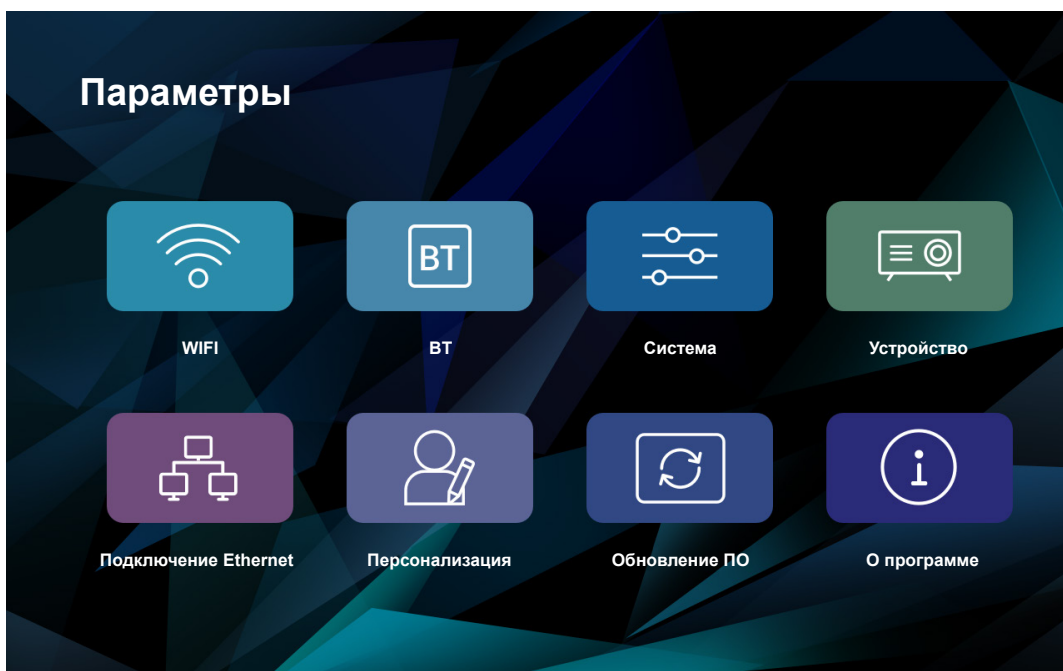 Параметры
BT
WIFI
BT
Система
Устройство
Подключение Ethernet
Персонализация
Обновление ПО
О программе